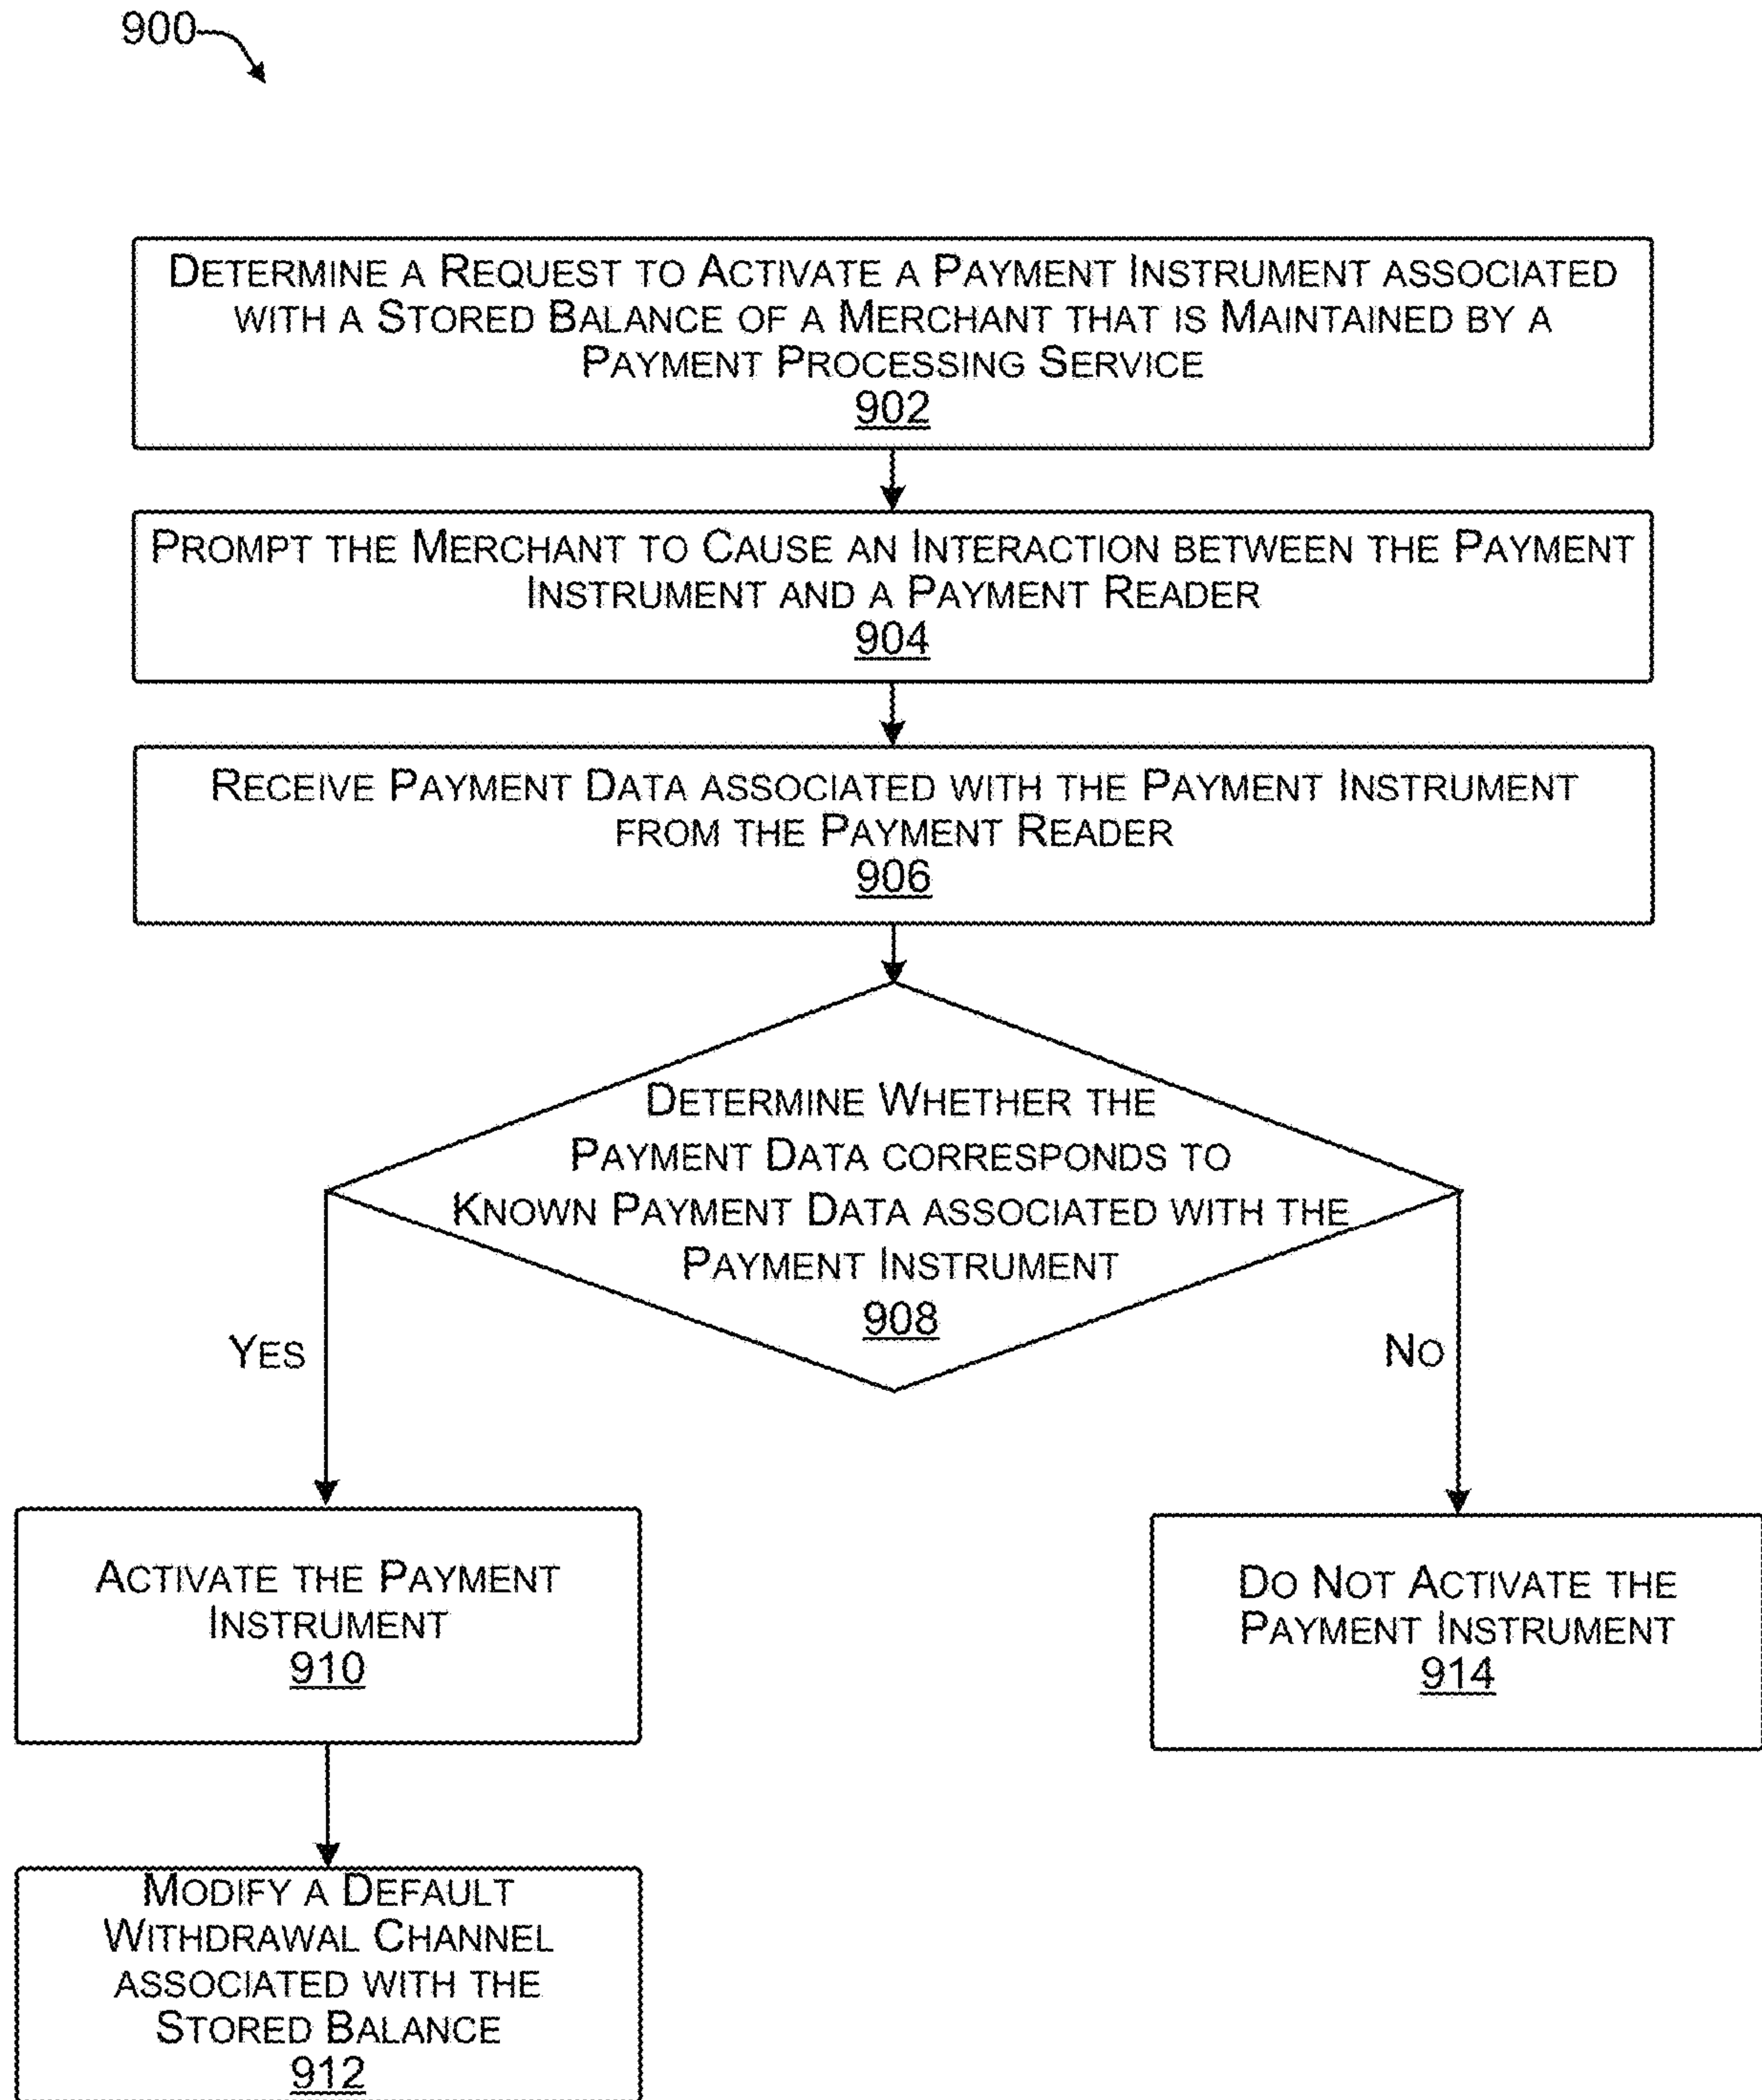 900
DETERMINE A REQUEST TO ACTIVATE A PAYMENT INSTRUMENT ASSOCIATED
WITH A STORED BALANCE OF A MERCHANT THAT IS MAINTAINED BY A
PAYMENT PROCESSING SERVICE
902
PROMPT THE MERCHANT TO CAUSE AN INTERACTION BETWEEN THE PAYMENT
INSTRUMENT AND A PAYMENT READER
904
RECEIVE PAYMENT DATA ASSOCIATED WITH THE PAYMENT INSTRUMENT
FROM THE PAYMENT READER
906
DETERMINE WHETHER THE
PAYMENT DATA CORRESPONDS TO
KNOWN PAYMENT DATA ASSOCIATED WITH THE
PAYMENT INSTRUMENT
908
YES
NO
ACTIVATE THE PAYMENT
INSTRUMENT
910
DO NOT ACTIVATE THE
PAYMENT INSTRUMENT
914
MODIFY A DEFAULT
WITHDRAWAL CHANNEL
ASSOCIATED WITH THE
STORED BALANCE
912